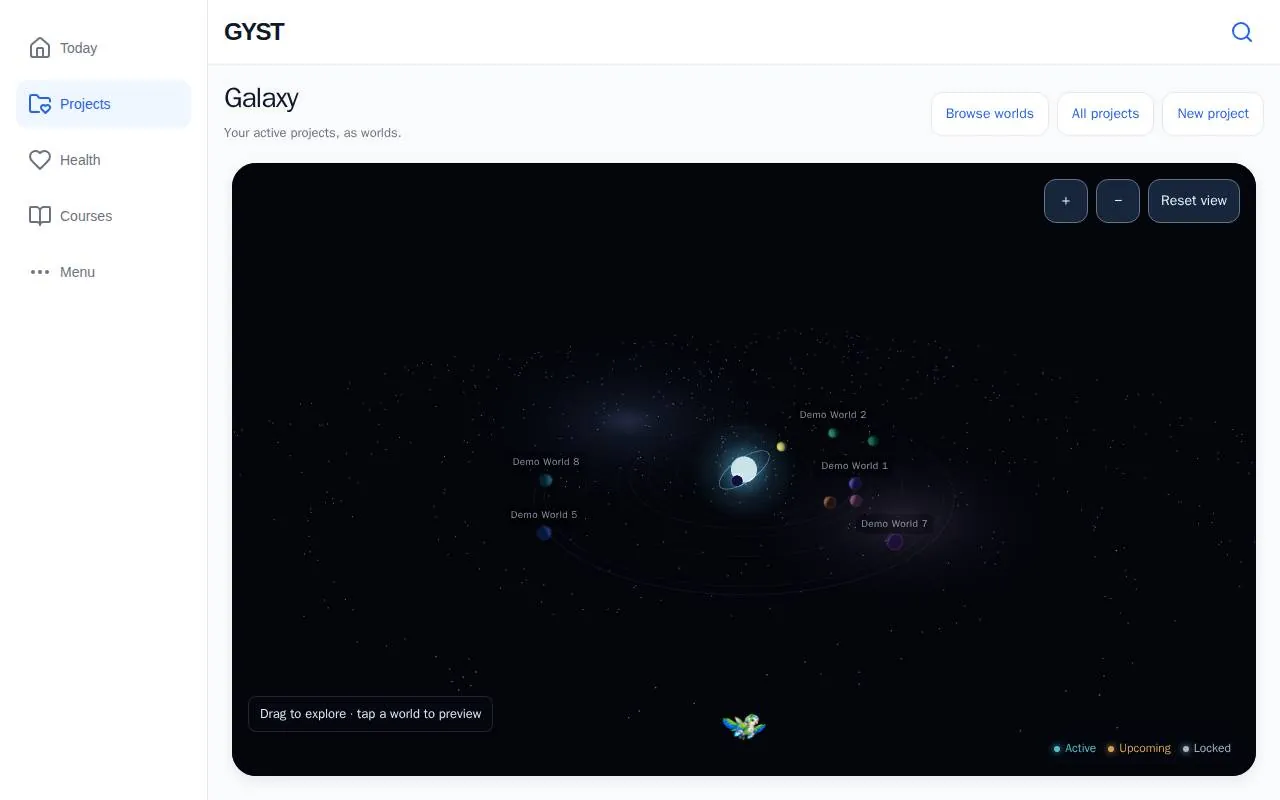 Today
Projects
Health
Courses
Menu
GYST
Galaxy
Your active projects, as worlds.
Browse worlds
All projects
New project
+
−
Reset view
Demo World 2
Demo World 8
Demo World 1
Demo World 5
Demo World 7
Drag to explore · tap a world to preview
Active
Upcoming
Locked